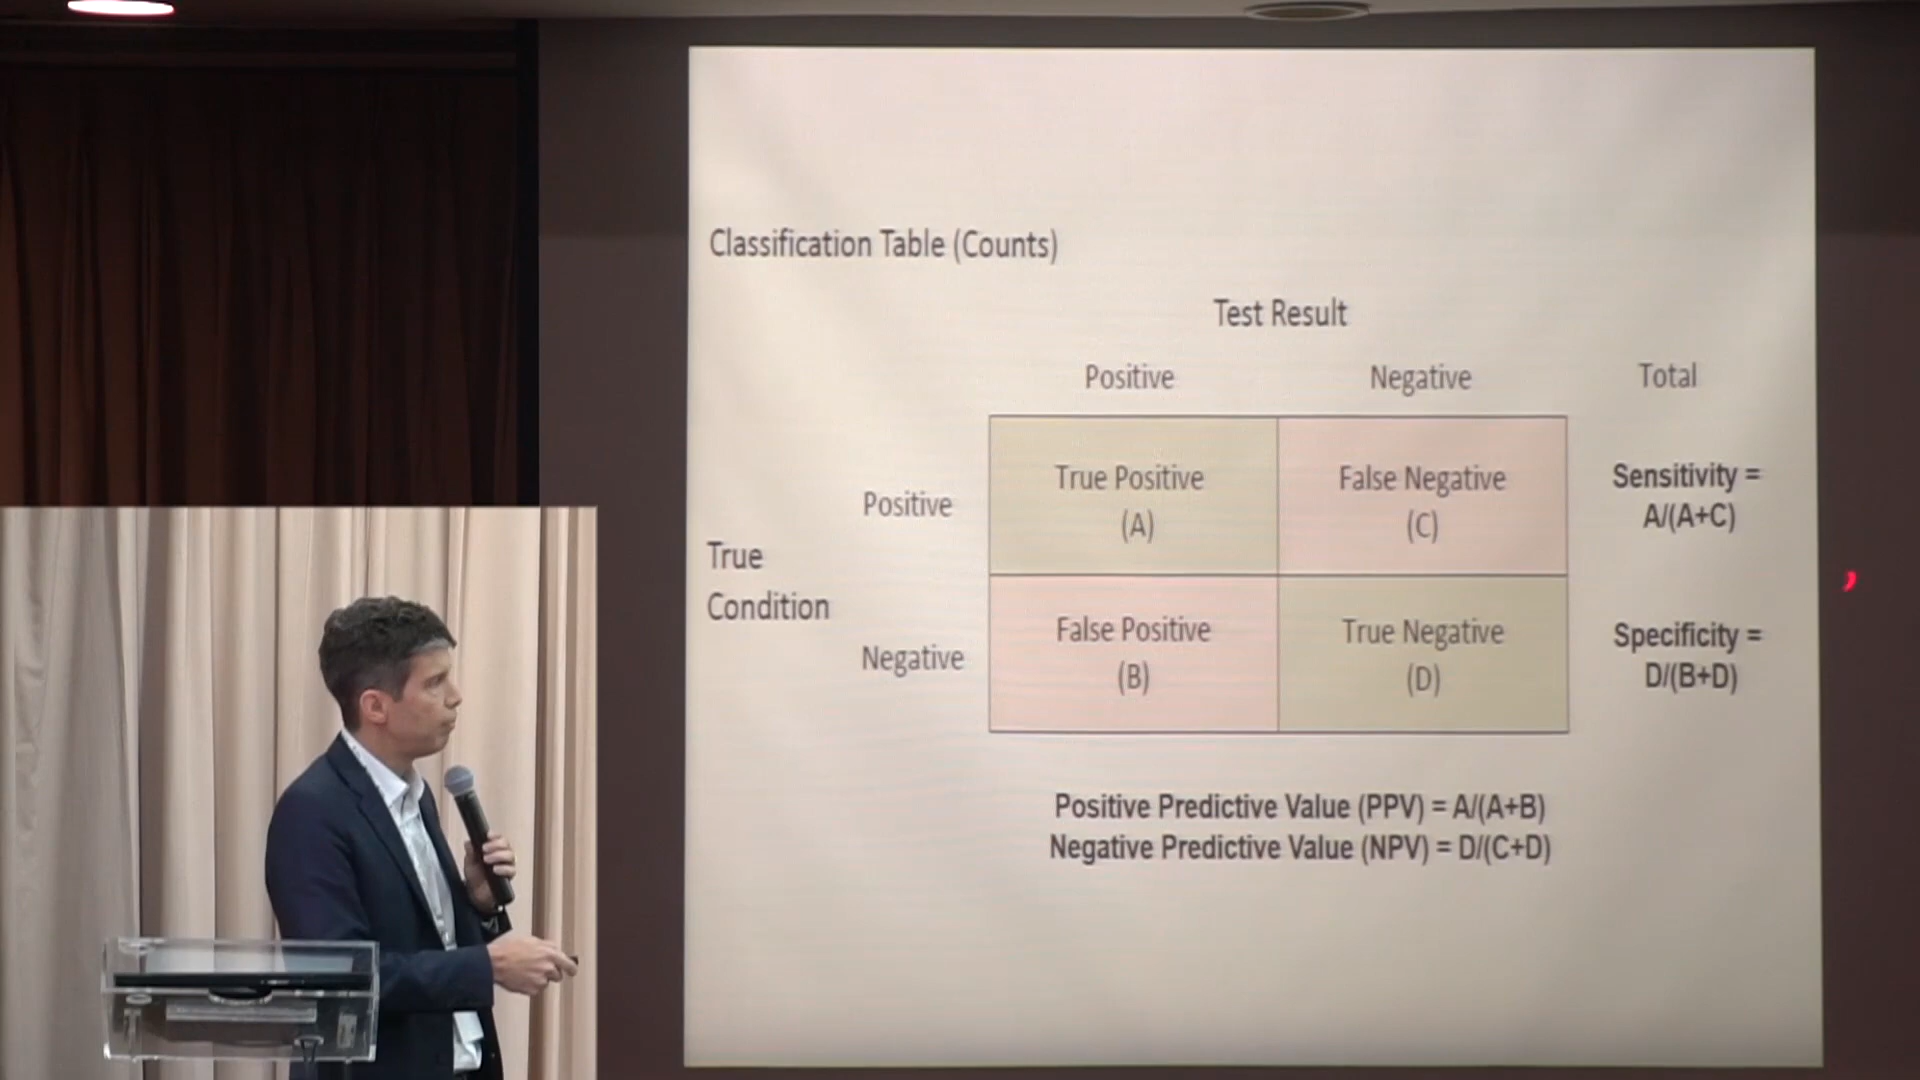 Classification Table (Counts)
Test Result
Positive
Negative
Total
True Positive
(A)
False Negative
(C)
Sensitivity =
A/(A+C)
Positive
True
Condition
Negative
False Positive
(B)
True Negative
(D)
Specificity =
D/(B+D)
Positive Predictive Value (PPV) = A/(A+B)
Negative Predictive Value (NPV) = D/(C+D)